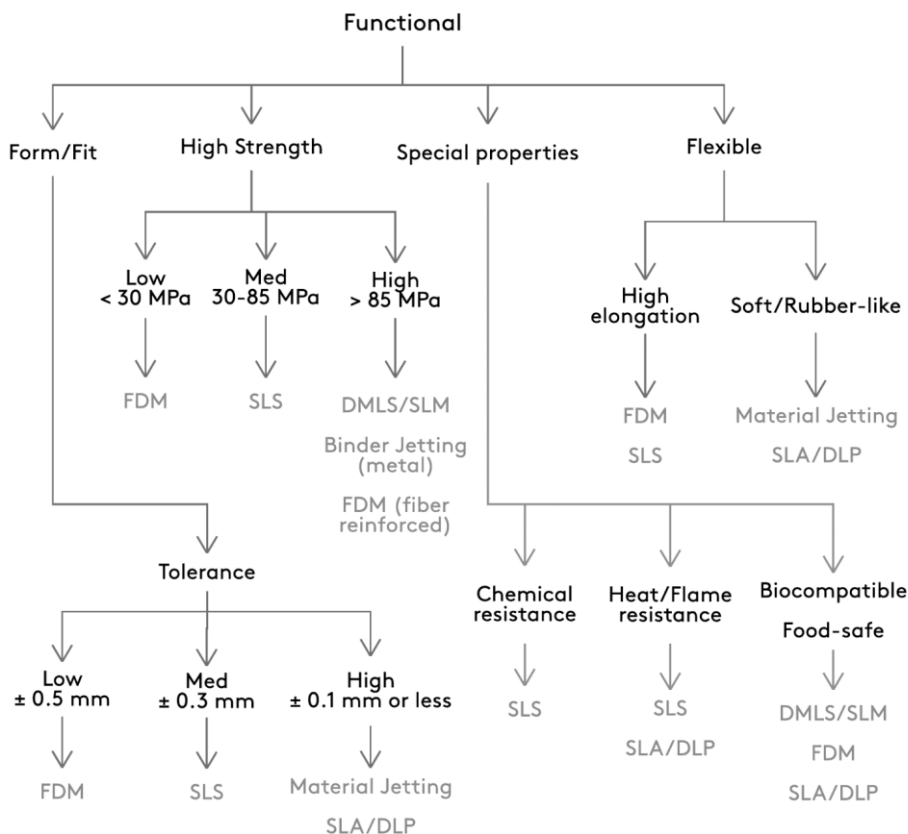 Functional
Form/Fit
High Strength
Special properties
Flexible
Low
< 30 MPa
Med
30-85 MPa
High
> 85 MPa
High
elongation
Soft/Rubber-like
FDM
SLS
DMLS/SLM
Binder Jetting
(metal)
FDM (fiber
reinforced)
FDM
SLS
Material Jetting
SLA/DLP
Tolerance
Chemical
resistance
Heat/Flame
resistance
Biocompatible
Food-safe
Low
± 0.5 mm
Med
± 0.3 mm
High
± 0.1 mm or less
SLS
SLS
SLA/DLP
DMLS/SLM
FDM
SLA/DLP
FDM
SLS
Material Jetting
SLA/DLP